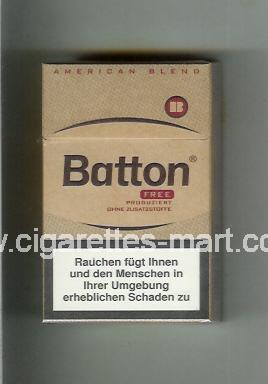 AMERICAN BLEND
B
Batton®
FREE
PRODUZIERT
OHNE ZUSATZSTOFFE
www.cigarettes-mart.com
Rauchen fügt Ihnen
und den Menschen in
Ihrer Umgebung
erheblichen Schaden zu